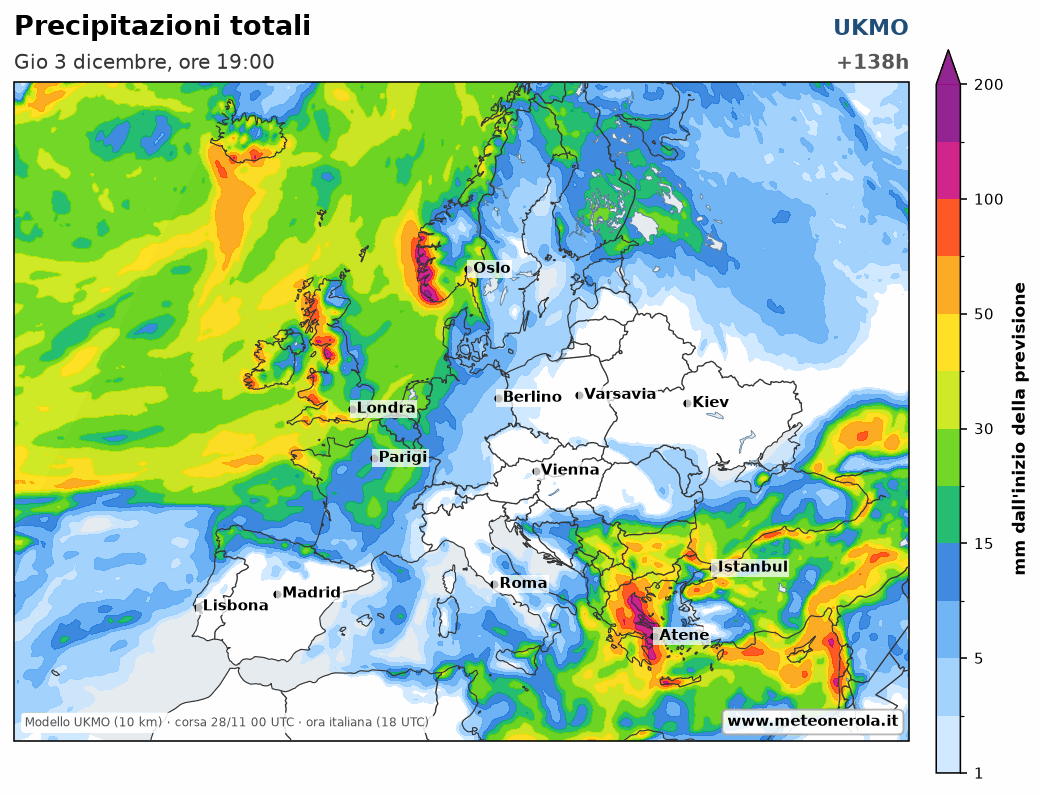 Precipitazioni totali
UKMO
Gio 3 dicembre, ore 19:00
+138h
200
100
50
30
15
5
1
mm dall'inizio della previsione
Oslo
Londra
Berlino
Varsavia
Kiev
Parigi
Vienna
Istanbul
Roma
Madrid
Lisbona
Atene
Modello UKMO (10 km) · corsa 28/11 00 UTC · ora italiana (18 UTC)
www.meteonerola.it